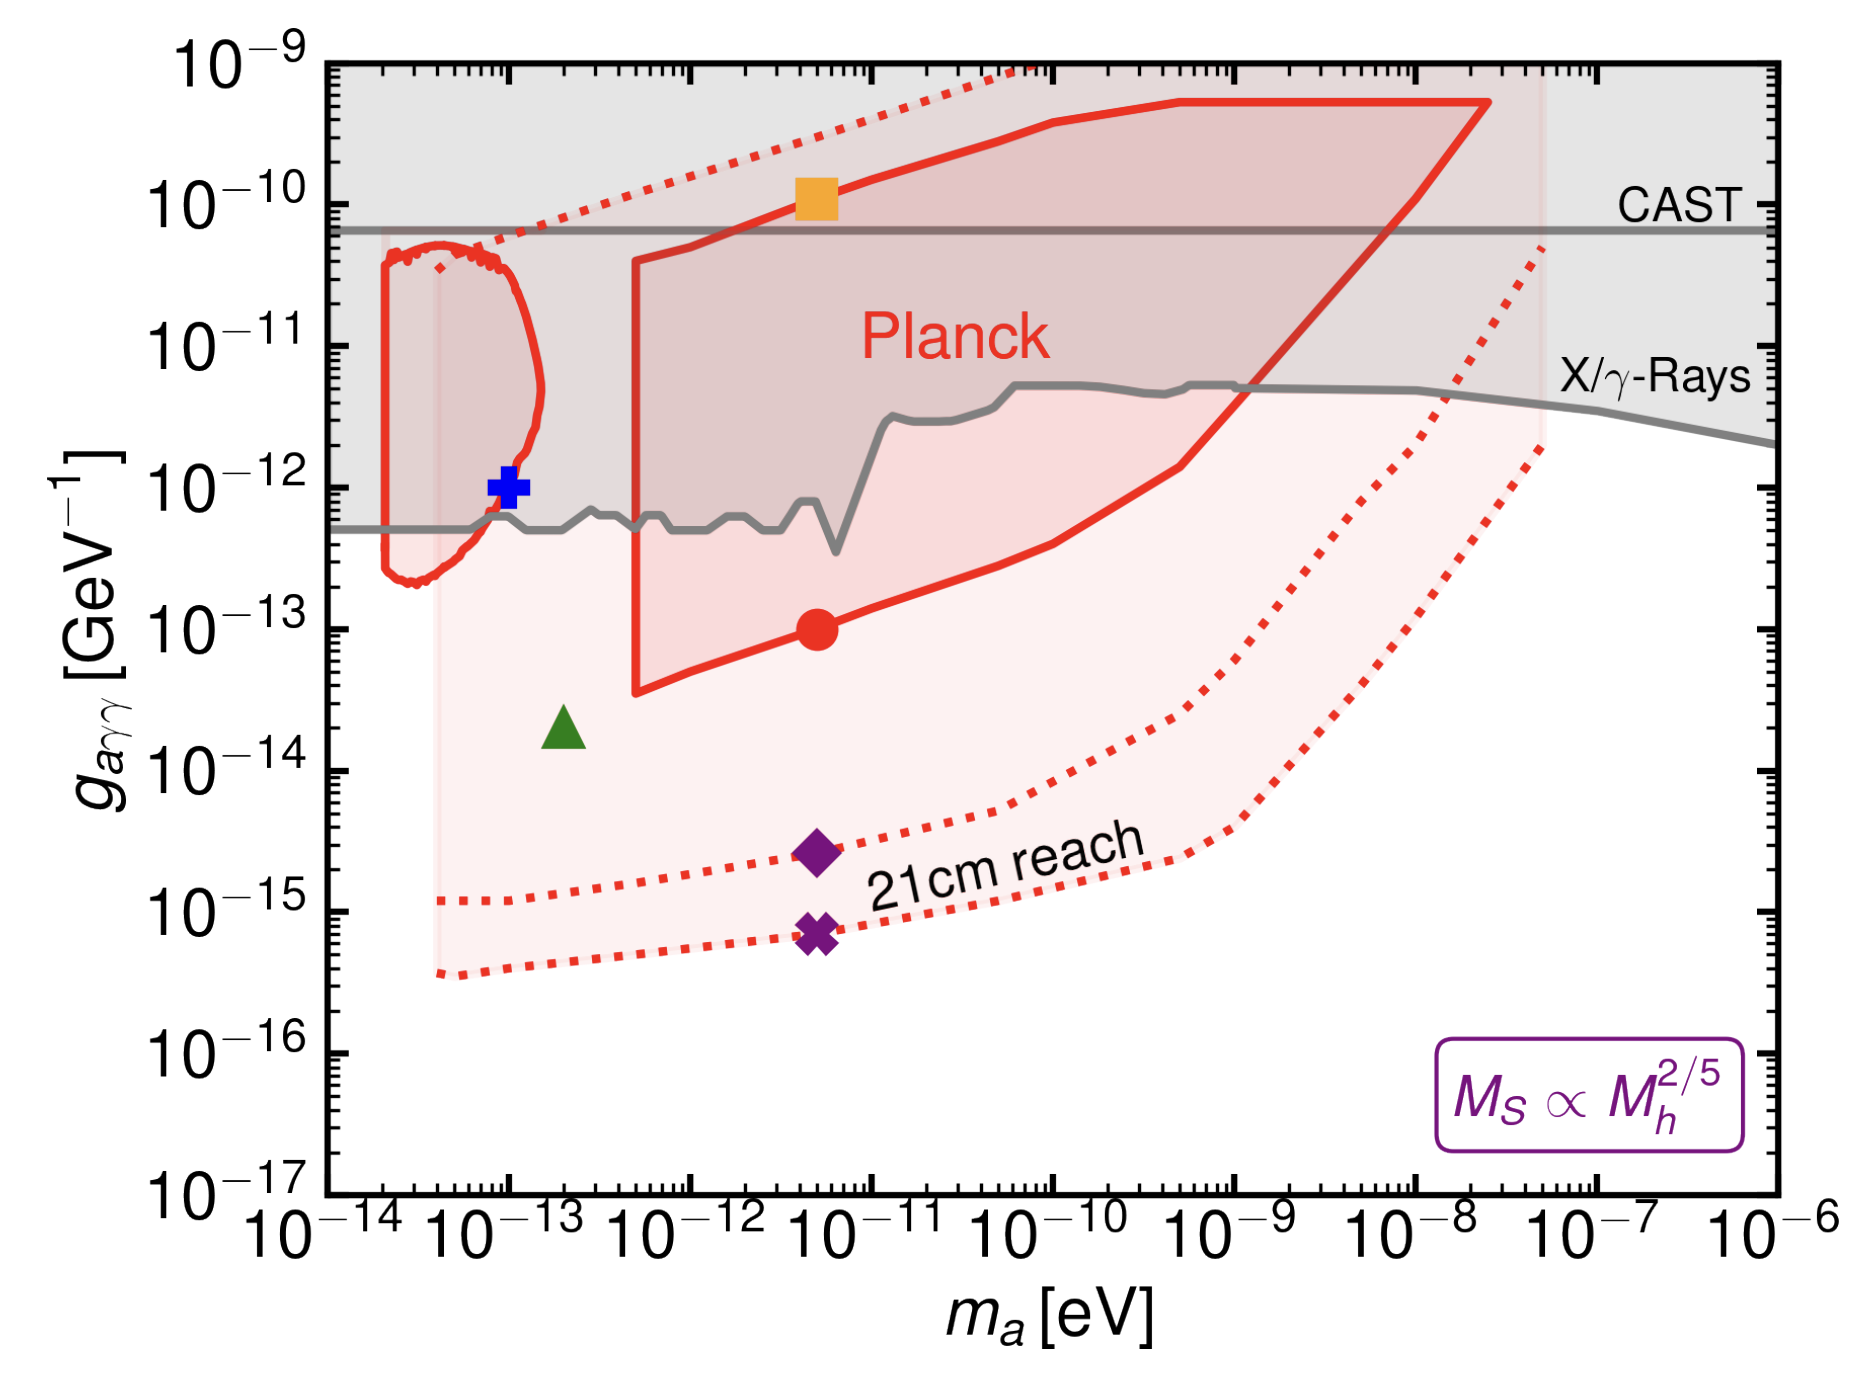 10⁻⁹
10⁻¹⁰
10⁻¹¹
10⁻¹²
10⁻¹³
10⁻¹⁴
10⁻¹⁵
10⁻¹⁶
10⁻¹⁷
g_{aγγ} [GeV⁻¹]
CAST
Planck
X/γ-Rays
21cm reach
M_S ∝ M_h^{2/5}
10⁻¹⁴ 10⁻¹³ 10⁻¹² 10⁻¹¹ 10⁻¹⁰ 10⁻⁹ 10⁻⁸ 10⁻⁷ 10⁻⁶
m_a [eV]